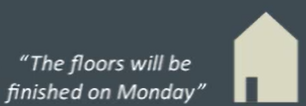 “The floors will be
finished on Monday”